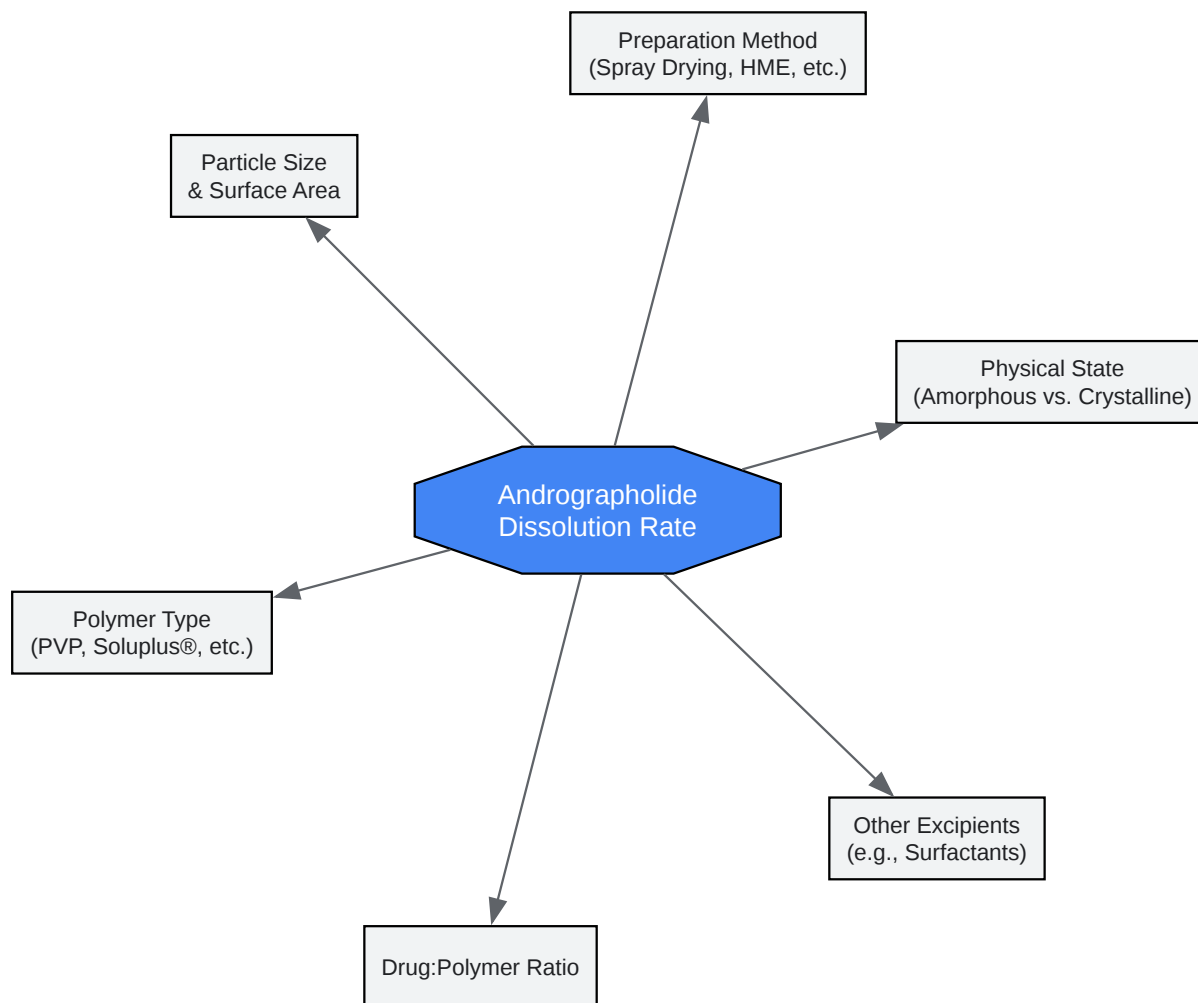 Preparation Method
(Spray Drying, HME, etc.)
Particle Size
& Surface Area
Physical State
(Amorphous vs. Crystalline)
Andrographolide
Dissolution Rate
Polymer Type
(PVP, Soluplus®, etc.)
Other Excipients
(e.g., Surfactants)
Drug:Polymer Ratio